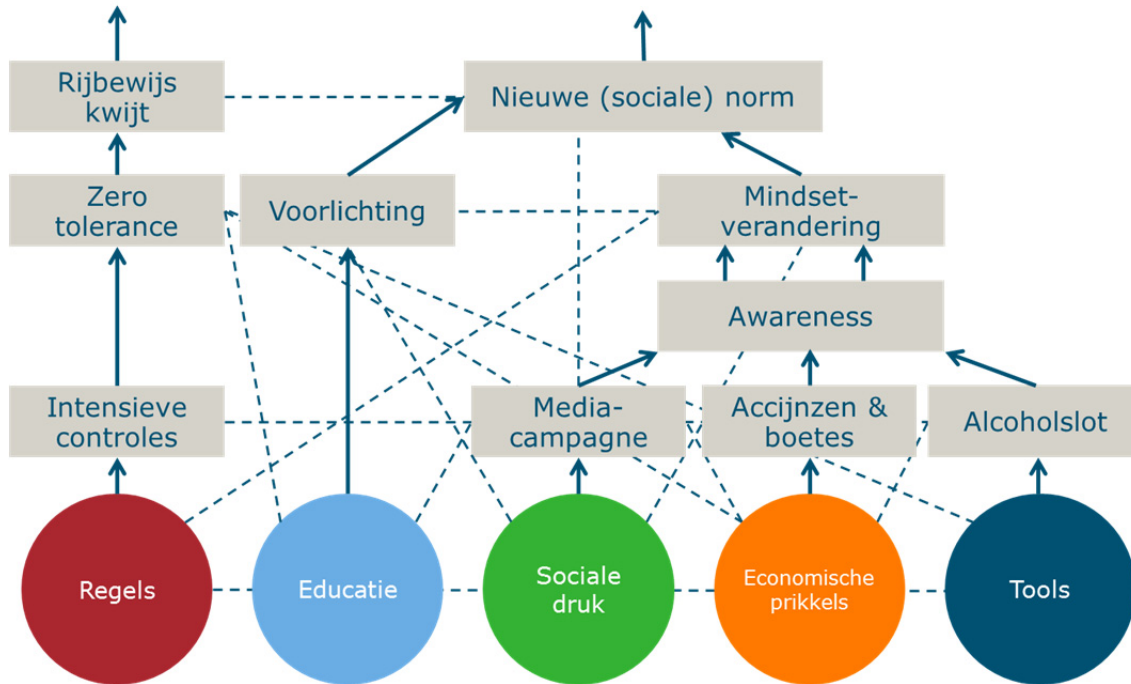 Rijbewijs
kwijt
Nieuwe (sociale) norm
Zero
tolerance
Voorlichting
Mindset-
verandering
Awareness
Intensieve
controles
Media-
campagne
Accijnzen &
boetes
Alcoholslot
Regels
Educatie
Sociale
druk
Economische
prikkels
Tools